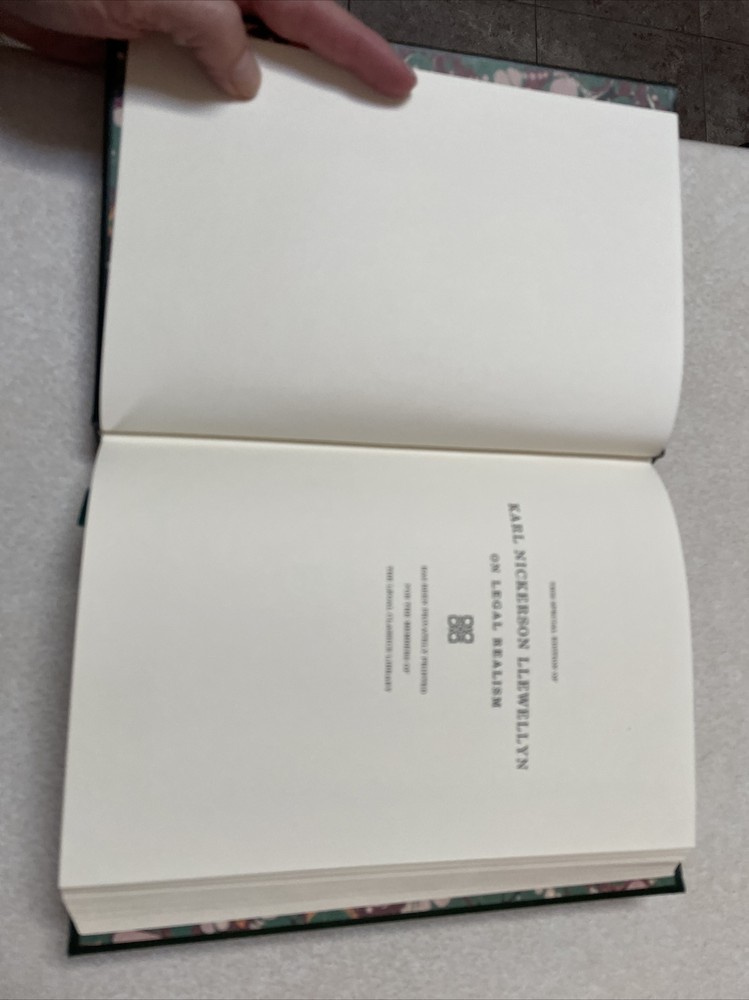 THIS SPECIAL EDITION OF
KARL NICKERSON LLEWELLYN
ON LEGAL REALISM
HAS BEEN PRIVATELY PRINTED
FOR THE MEMBERS OF
THE LEGAL CLASSICS LIBRARY